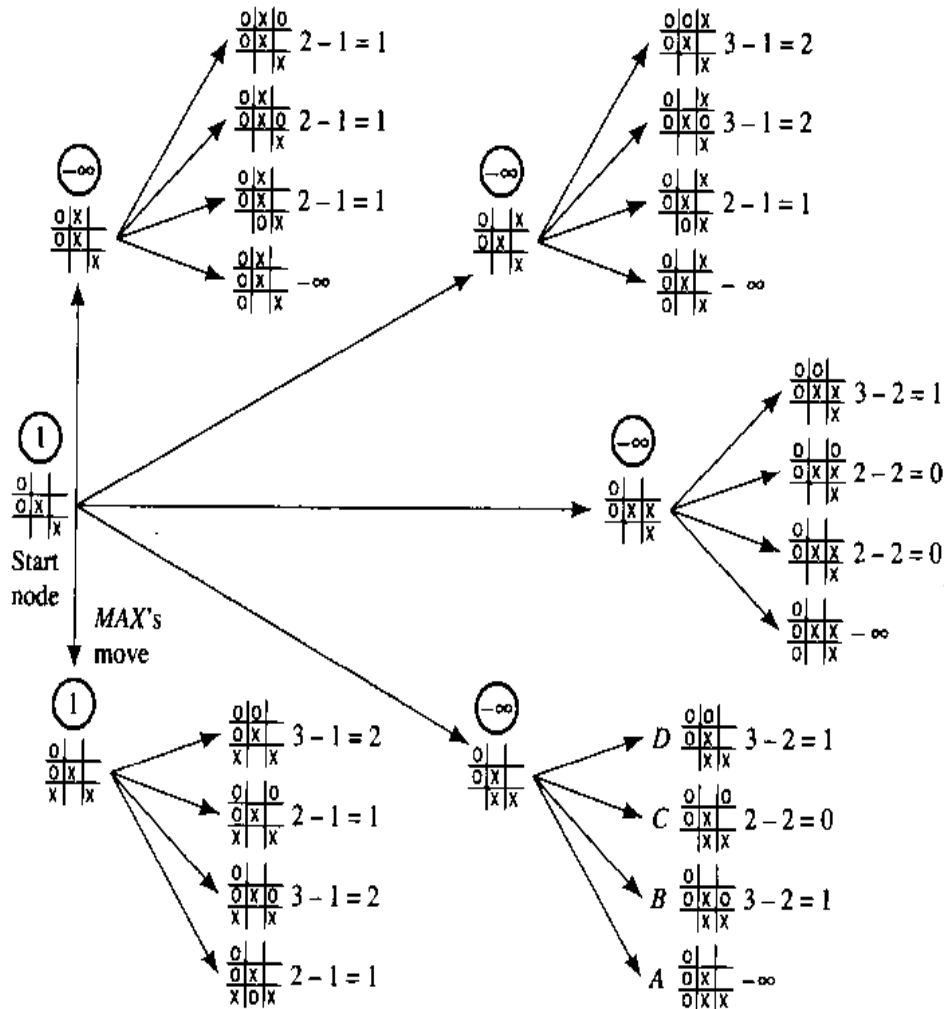 O X O
O X 2 – 1 = 1
X
O X
O X O 2 – 1 = 1
X
O X
O X 2 – 1 = 1
O X
O X
O X –∞
O X
–∞
O X
O X
X
O O X
O X 3 – 1 = 2
X
O X
O X O 3 – 1 = 2
X
O X
O X 2 – 1 = 1
O X
O X
O X – ∞
O X
–∞
O X
O X
X
1
O
O X
X
Start
node
MAX's
move
–∞
O
O X X
X
O O
O X X 3 – 2 = 1
X
O O
O X X 2 – 2 = 0
X
O
O X X 2 – 2 = 0
X
O
O X X –∞
O X
1
O
O X
X X
O O
O X 3 – 1 = 2
X X
O O
O X 2 – 1 = 1
X X
O
O X O 3 – 1 = 2
X X
O
O X 2 – 1 = 1
X O X
–∞
O
O X
X X
O O
D O X 3 – 2 = 1
X X
O O
C O X 2 – 2 = 0
X X
O
B O X O 3 – 2 = 1
X X
O
A O X –∞
O X X